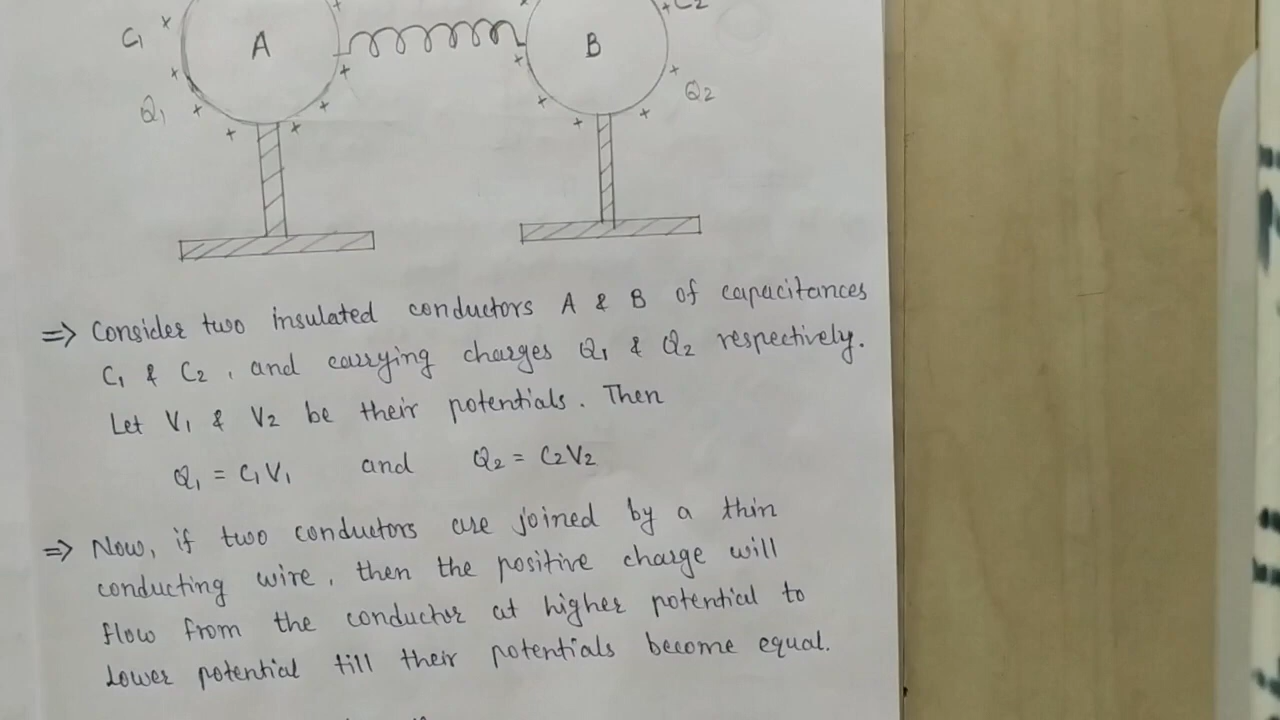 C1 A B C2
Q1 Q2
=> Consider two insulated conductors A & B of capacitances
C1 & C2, and carrying charges Q1 & Q2 respectively.
Let V1 & V2 be their potentials. Then
Q1 = C1V1 and Q2 = C2V2
=> Now, if two conductors are joined by a thin
conducting wire, then the positive charge will
flow from the conductor at higher potential to
lower potential till their potentials become equal.